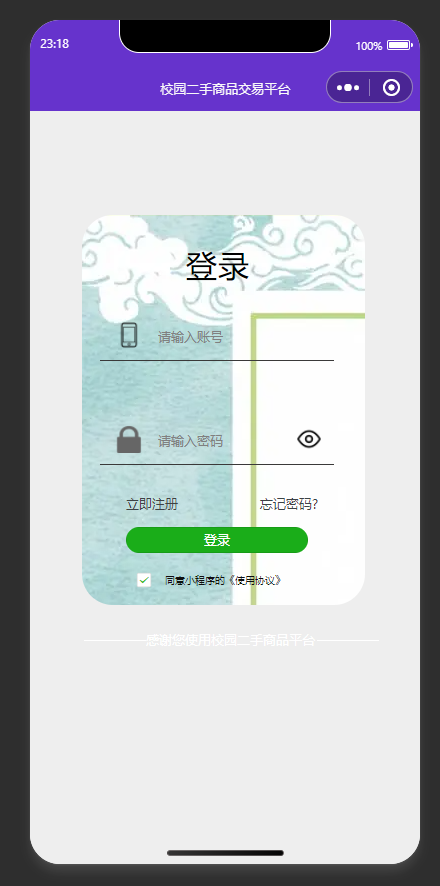 23:18
100%
校园二手商品交易平台
登录
请输入账号
请输入密码
立即注册
忘记密码?
登录
同意小程序的《使用协议》
感谢您使用校园二手商品平台